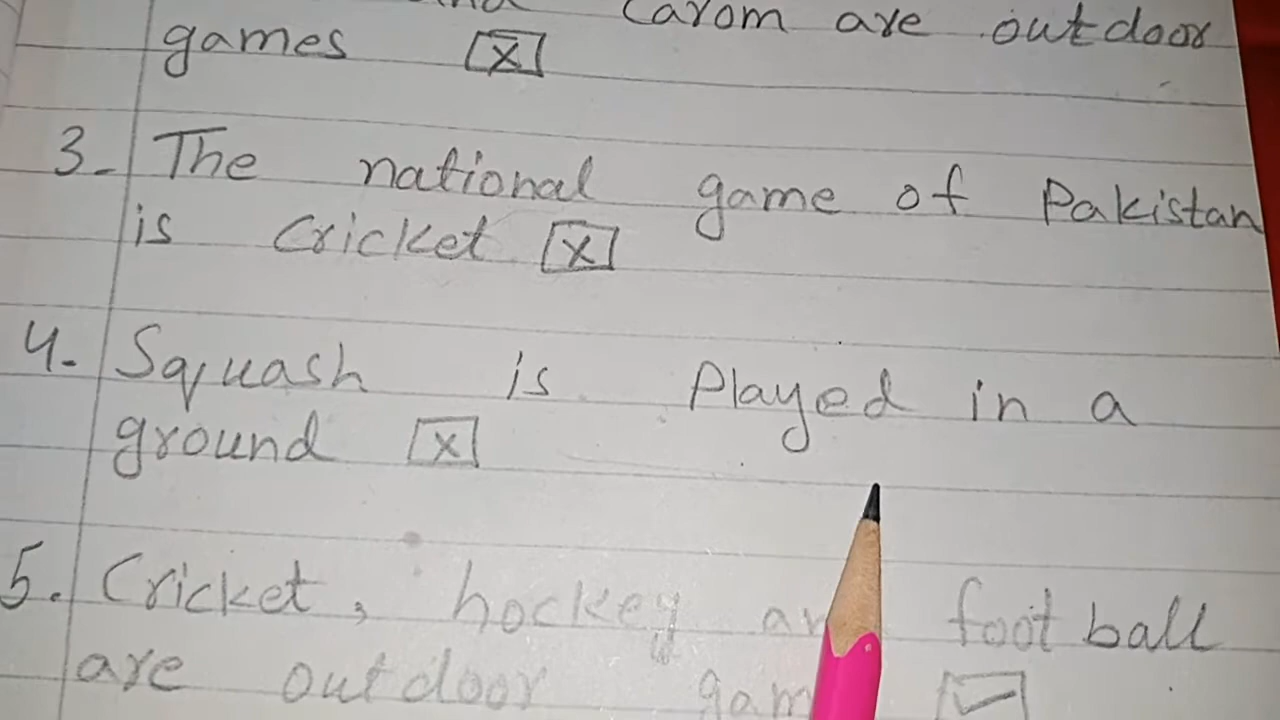 Carom are outdoor
games [x]
3- The national game of Pakistan
is Cricket [x]
4. Squash is Played in a
ground [x]
5. Cricket, hockey foot ball
are outdoor [✓]